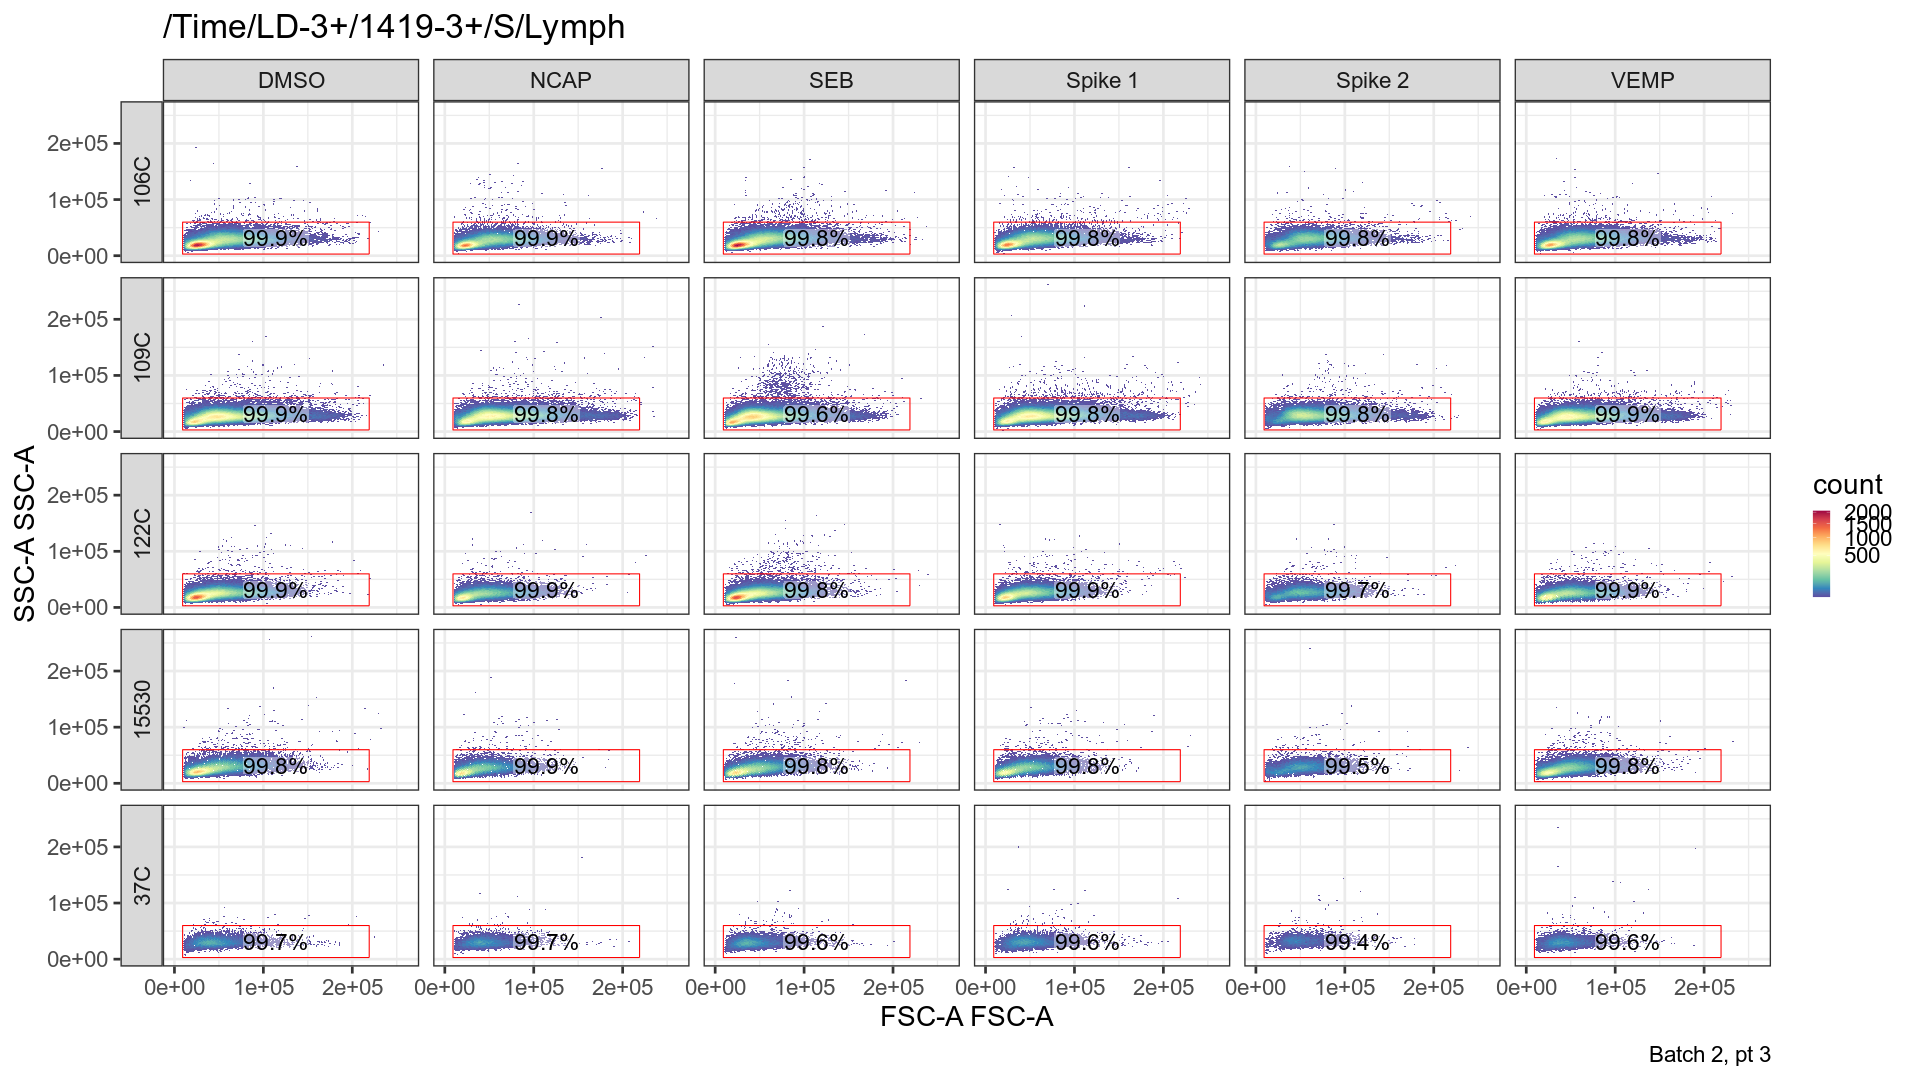 /Time/LD-3+/1419-3+/S/Lymph
DMSO NCAP SEB Spike 1 Spike 2 VEMP
2e+05
1e+05
0e+00
106C
99.9% 99.9% 99.8% 99.8% 99.8% 99.8%
2e+05
1e+05
0e+00
109C
99.9% 99.8% 99.6% 99.8% 99.8% 99.9%
2e+05
1e+05
0e+00
122C
99.9% 99.9% 99.8% 99.9% 99.7% 99.9%
2e+05
1e+05
0e+00
15530
99.8% 99.9% 99.8% 99.8% 99.5% 99.8%
2e+05
1e+05
0e+00
37C
99.7% 99.7% 99.6% 99.6% 99.4% 99.6%
0e+00 1e+05 2e+05 0e+00 1e+05 2e+05 0e+00 1e+05 2e+05 0e+00 1e+05 2e+05 0e+00 1e+05 2e+05 0e+00 1e+05 2e+05
FSC-A FSC-A
SSC-A SSC-A
count
2000
1500
1000
500
Batch 2, pt 3